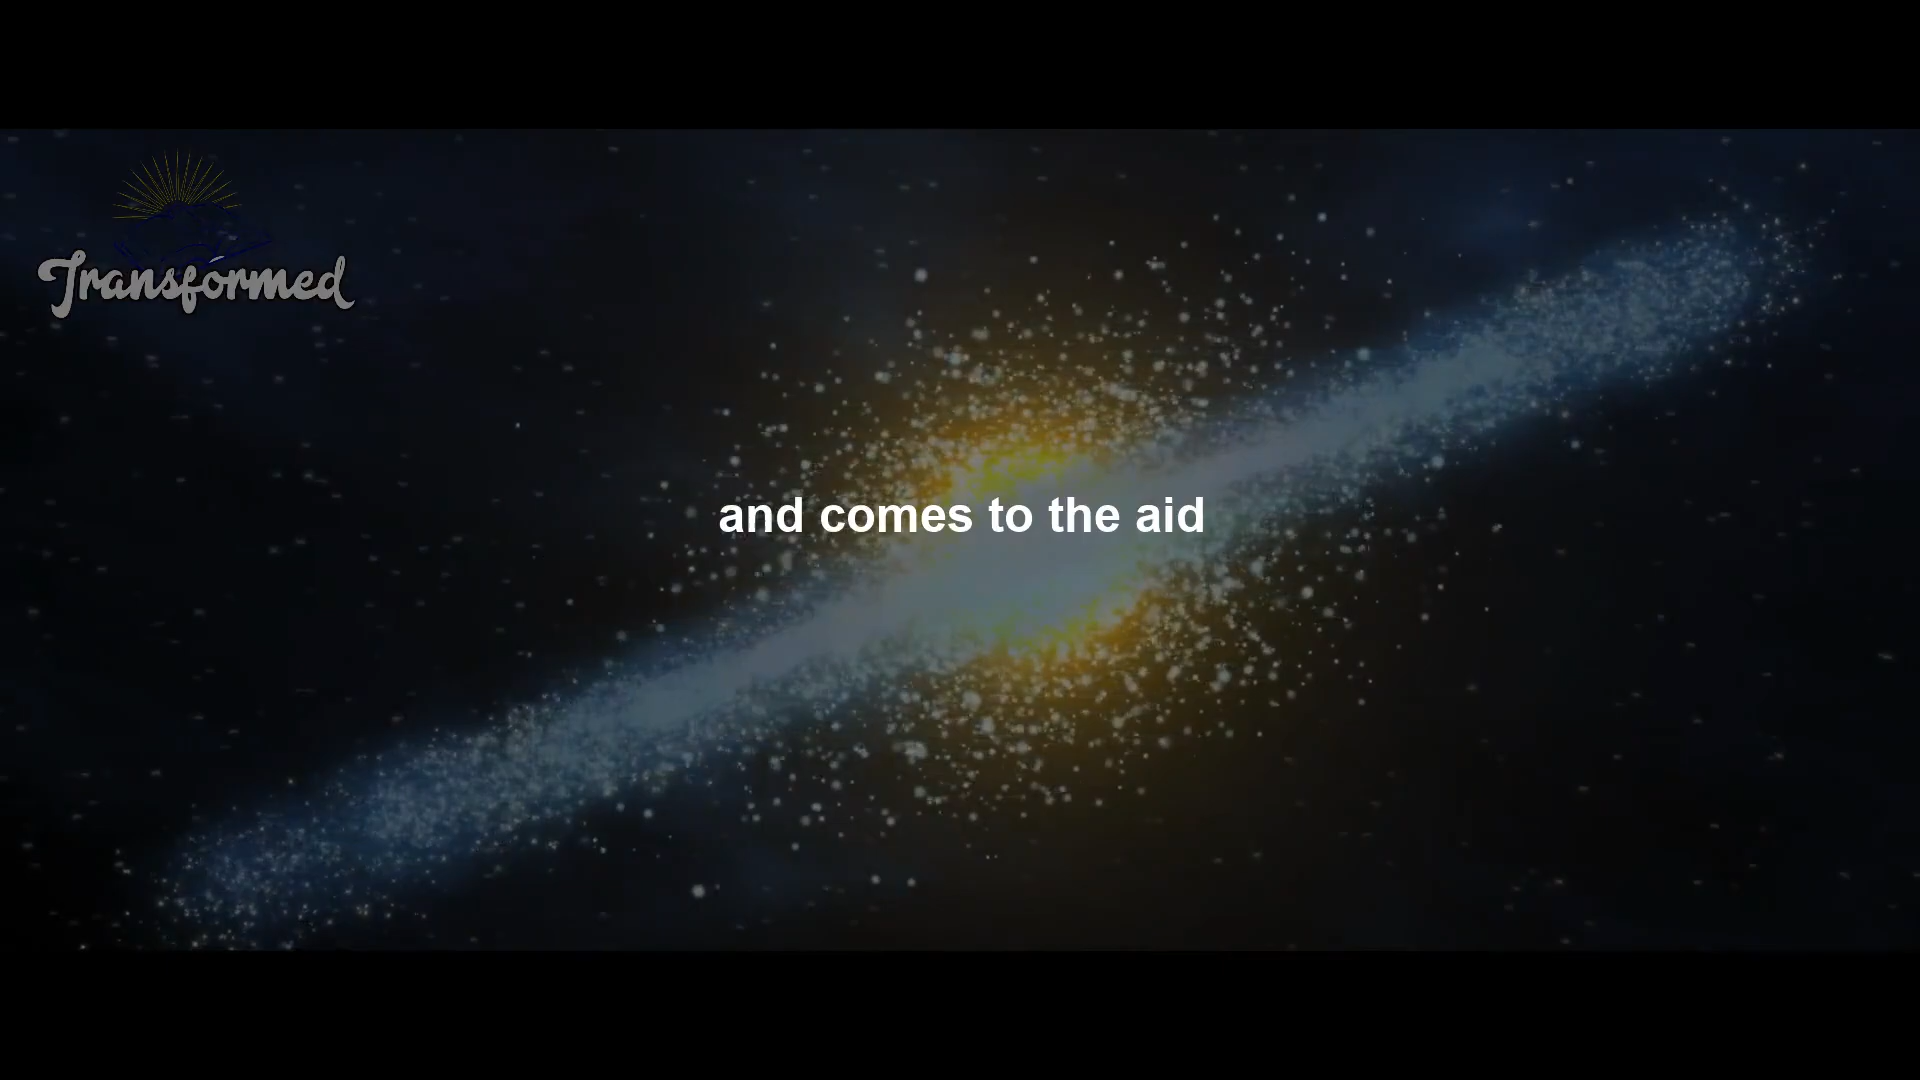 Transformed
and comes to the aid